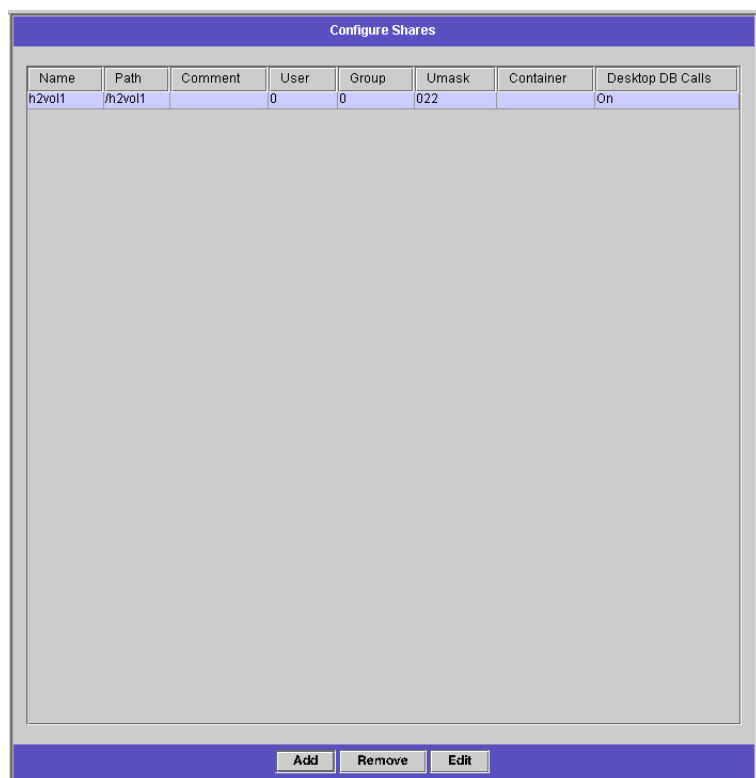 Configure Shares
Name Path Comment User Group Umask Container Desktop DB Calls
h2vol1 /h2vol1 0 0 022 On
Add Remove Edit